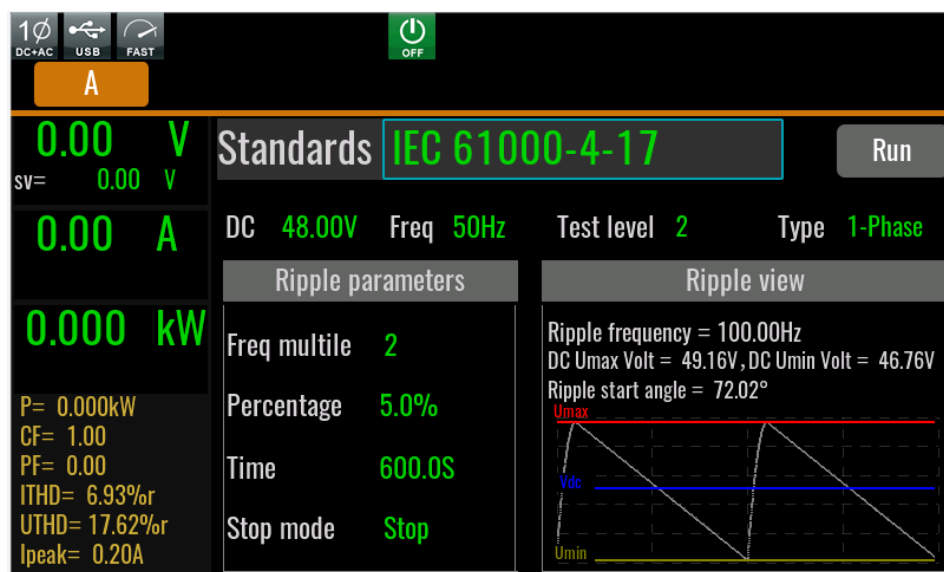 1Ø
DC+AC
USB
FAST
OFF
A
0.00 V
sv= 0.00 V
0.00 A
0.000 kW
P= 0.000kW
CF= 1.00
PF= 0.00
ITHD= 6.93%r
UTHD= 17.62%r
Ipeak= 0.20A
Standards IEC 61000-4-17 Run
DC 48.00V Freq 50Hz Test level 2 Type 1-Phase
Ripple parameters
Freq multile 2
Percentage 5.0%
Time 600.0S
Stop mode Stop
Ripple view
Ripple frequency = 100.00Hz
DC Umax Volt = 49.16V,DC Umin Volt = 46.76V
Ripple start angle = 72.02°
Umax
Vdc
Umin